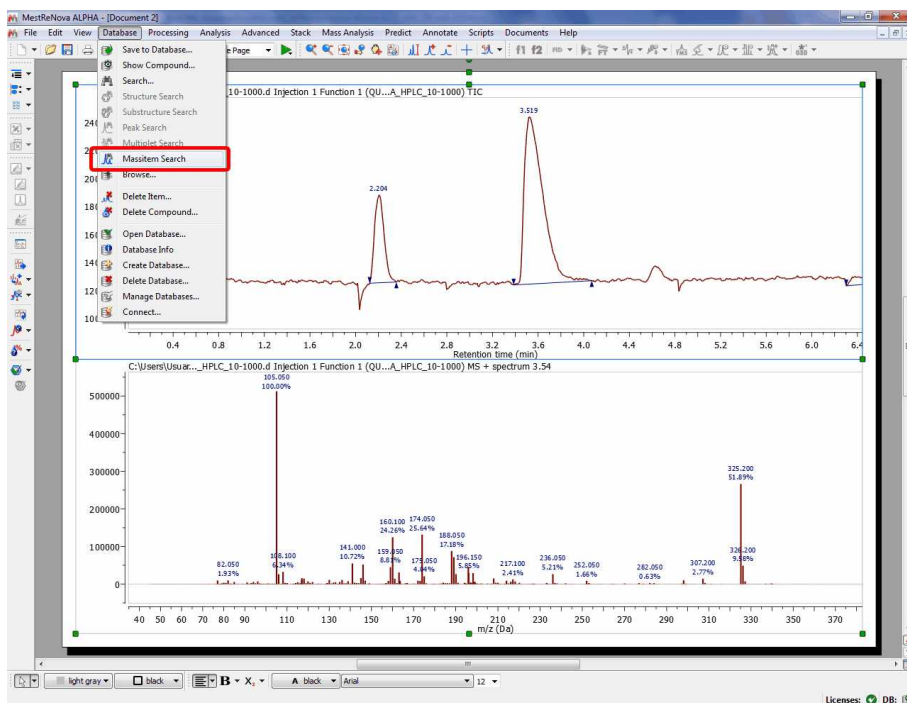 MestReNova ALPHA - [Document 2]
File Edit View Database Processing Analysis Advanced Stack Mass Analysis Predict Annotate Scripts Documents Help
Save to Database...
Show Compound...
Search...
Structure Search
Substructure Search
Peak Search
Multiplet Search
Massitem Search
Browse...
Delete Item...
Delete Compound...
Open Database...
Database Info
Create Database...
Delete Database...
Manage Databases...
Connect...
e Page
_10-1000.d Injection 1 Function 1 (QU...A_HPLC_10-1000) TIC
3.519
2.204
0.4 0.8 1.2 1.6 2.0 2.4 2.8 3.2 3.6 4.0 4.4 4.8 5.2 5.6 6.0 6.4
Retention time (min)
C:\Users\Usuar..._HPLC_10-1000.d Injection 1 Function 1 (QU...A_HPLC_10-1000) MS + spectrum 3.54
105.050
100.00%
500000
400000
300000
325.200
51.89%
200000
160.100
24.26%
174.050
25.64%
188.050
17.18%
100000
141.000
10.72%
159.050
8.81%
108.100
6.34%
196.150
5.85%
326.200
9.58%
82.050
1.93%
217.100
2.41%
236.050
5.21%
252.050
1.66%
282.050
0.63%
307.200
2.77%
0
40 50 60 70 80 90 110 130 150 170 190 210 230 250 270 290 310 330 350 370
m/z (Da)
light gray black B X₂ A black Arial 12
Licenses: DB: